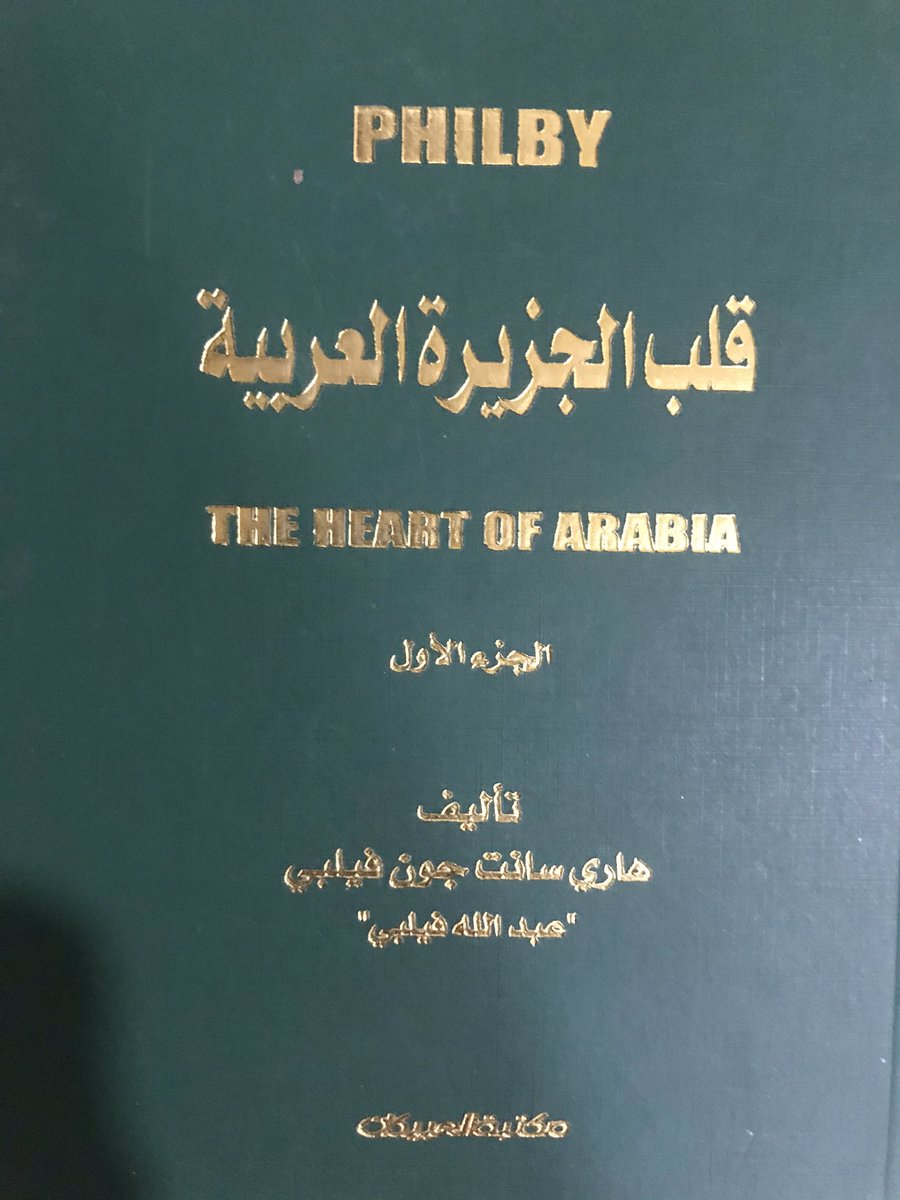 PHILBY
قلب الجزيرة العربية
THE HEART OF ARABIA
الجزء الأول
تأليف
هاري سانت جون فيلبي
"عبد الله فيلبي"
مكتبة العبيكان